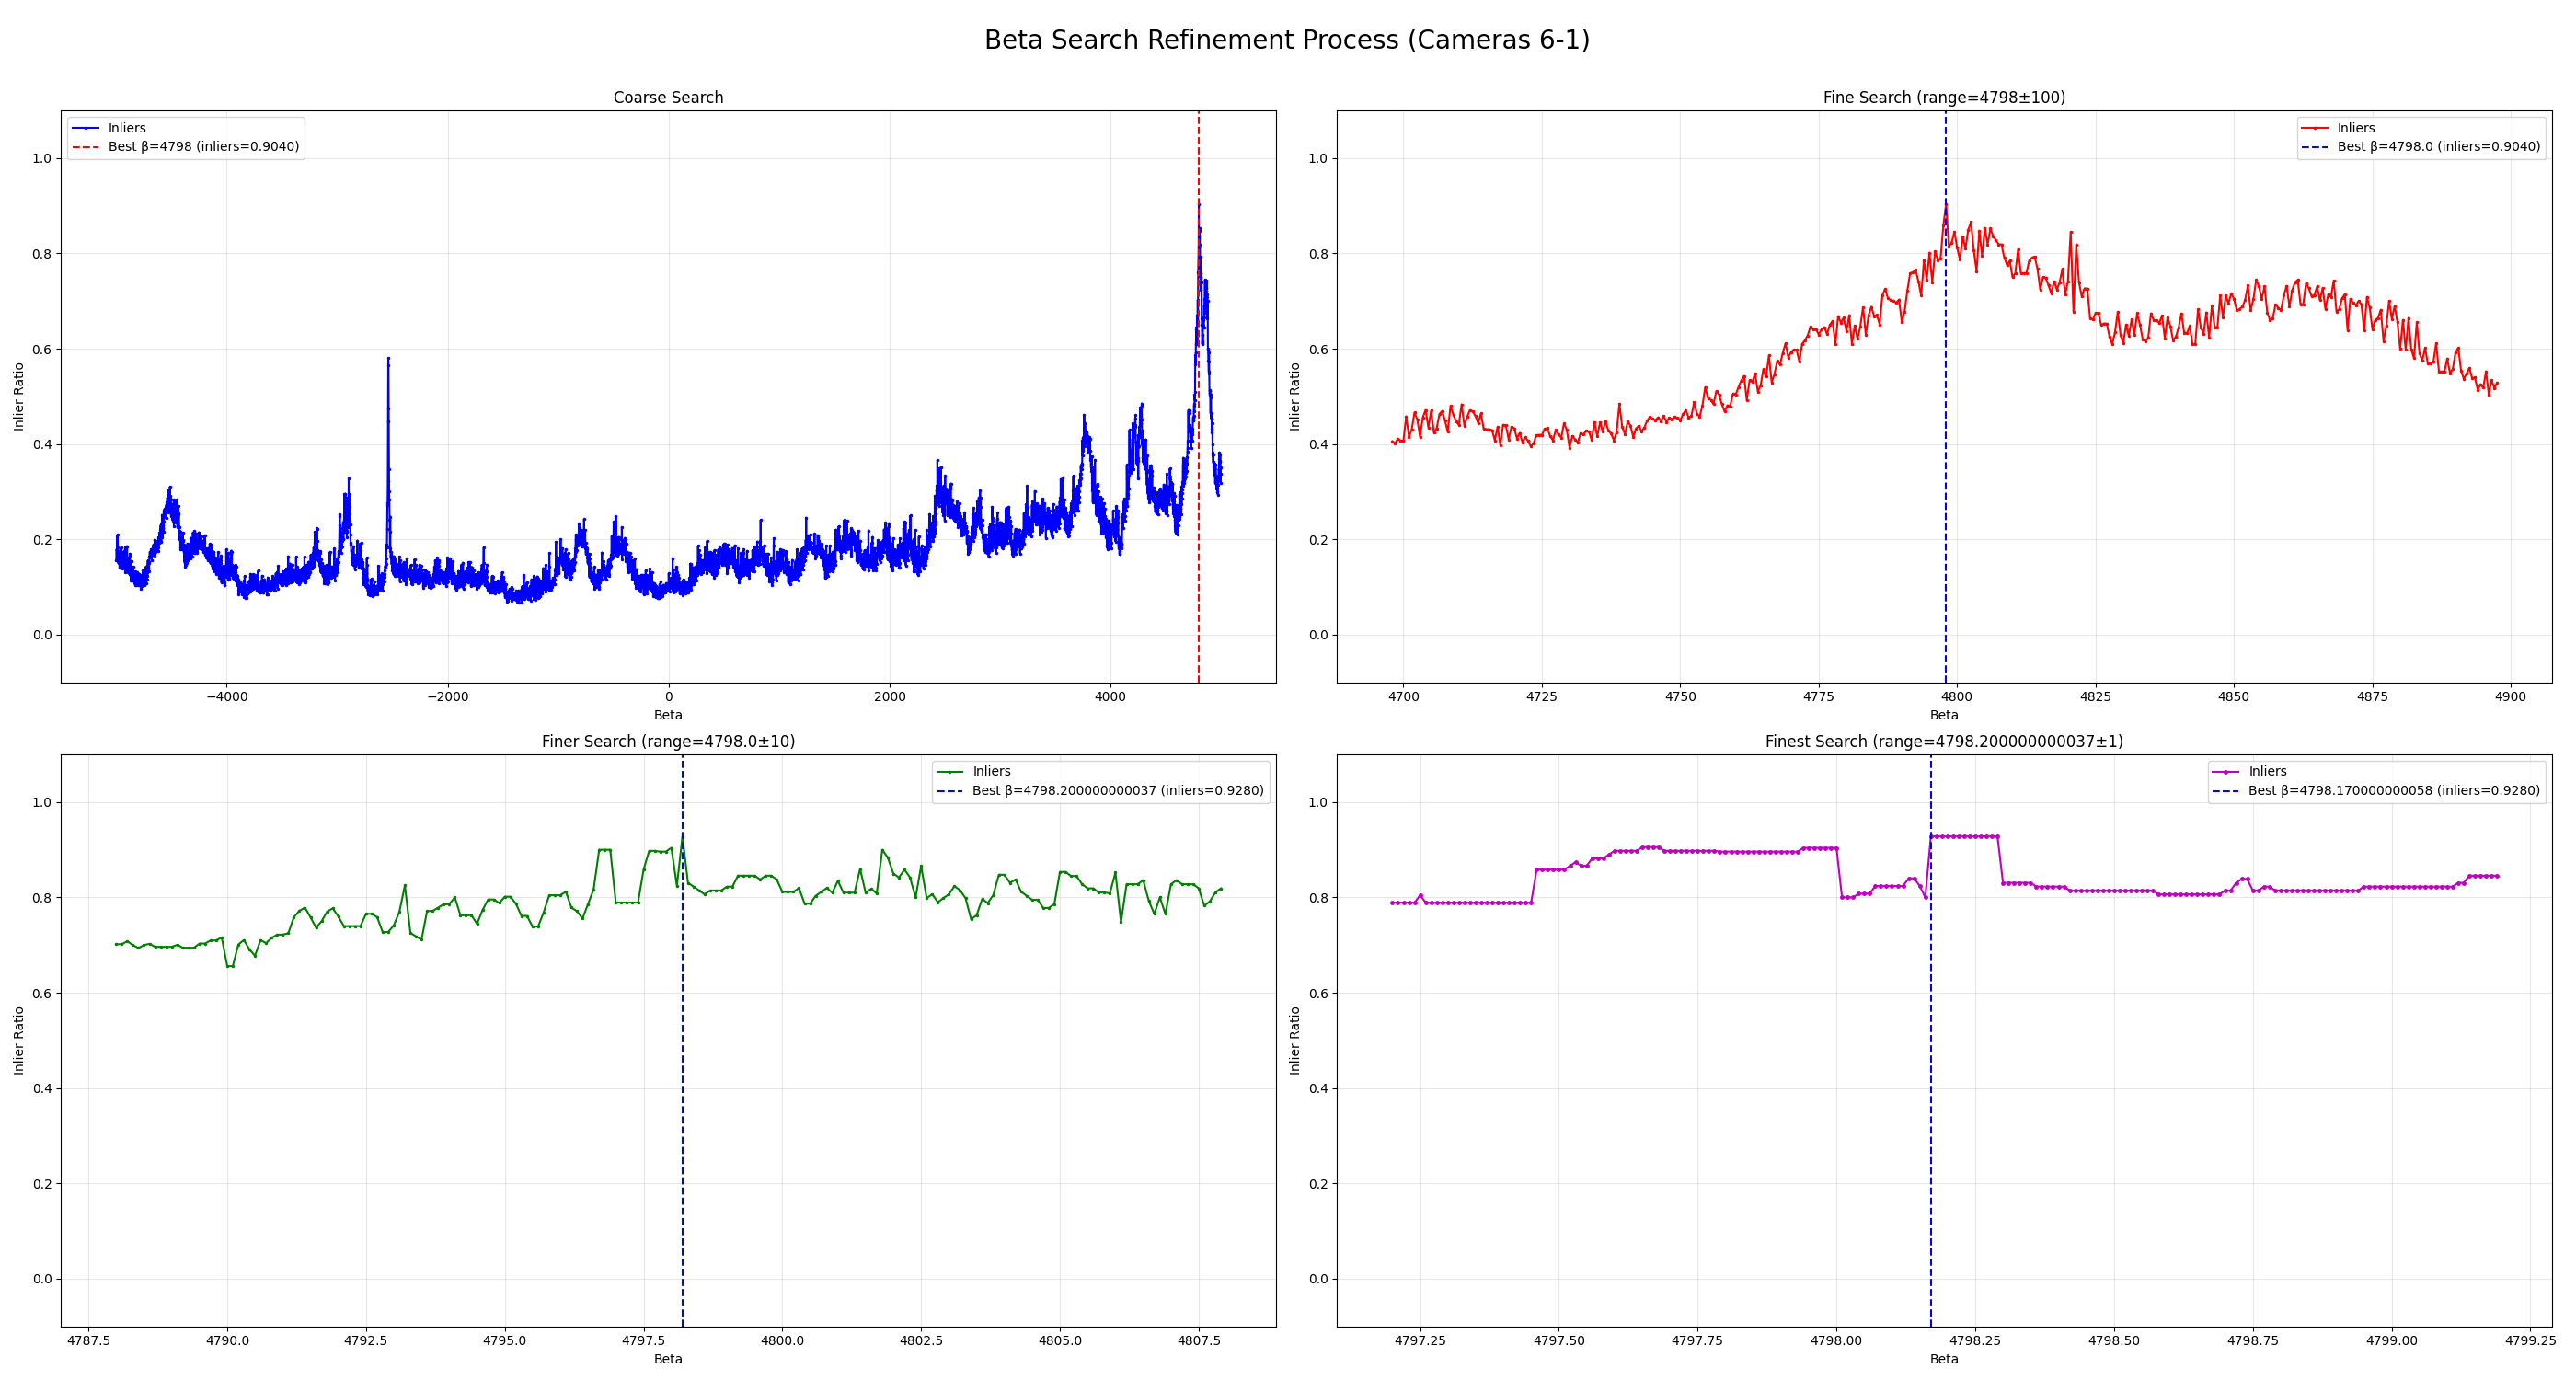 Beta Search Refinement Process (Cameras 6-1)
Coarse Search
Inliers
Best β=4798 (inliers=0.9040)
1.0
0.8
0.6
0.4
0.2
0.0
Inlier Ratio
−4000 −2000 0 2000 4000
Beta
Fine Search (range=4798±100)
Inliers
Best β=4798.0 (inliers=0.9040)
1.0
0.8
0.6
0.4
0.2
0.0
Inlier Ratio
4700 4725 4750 4775 4800 4825 4850 4875 4900
Beta
Finer Search (range=4798.0±10)
Inliers
Best β=4798.200000000037 (inliers=0.9280)
1.0
0.8
0.6
0.4
0.2
0.0
Inlier Ratio
4787.5 4790.0 4792.5 4795.0 4797.5 4800.0 4802.5 4805.0 4807.5
Beta
Finest Search (range=4798.200000000037±1)
Inliers
Best β=4798.170000000058 (inliers=0.9280)
1.0
0.8
0.6
0.4
0.2
0.0
Inlier Ratio
4797.25 4797.50 4797.75 4798.00 4798.25 4798.50 4798.75 4799.00 4799.25
Beta